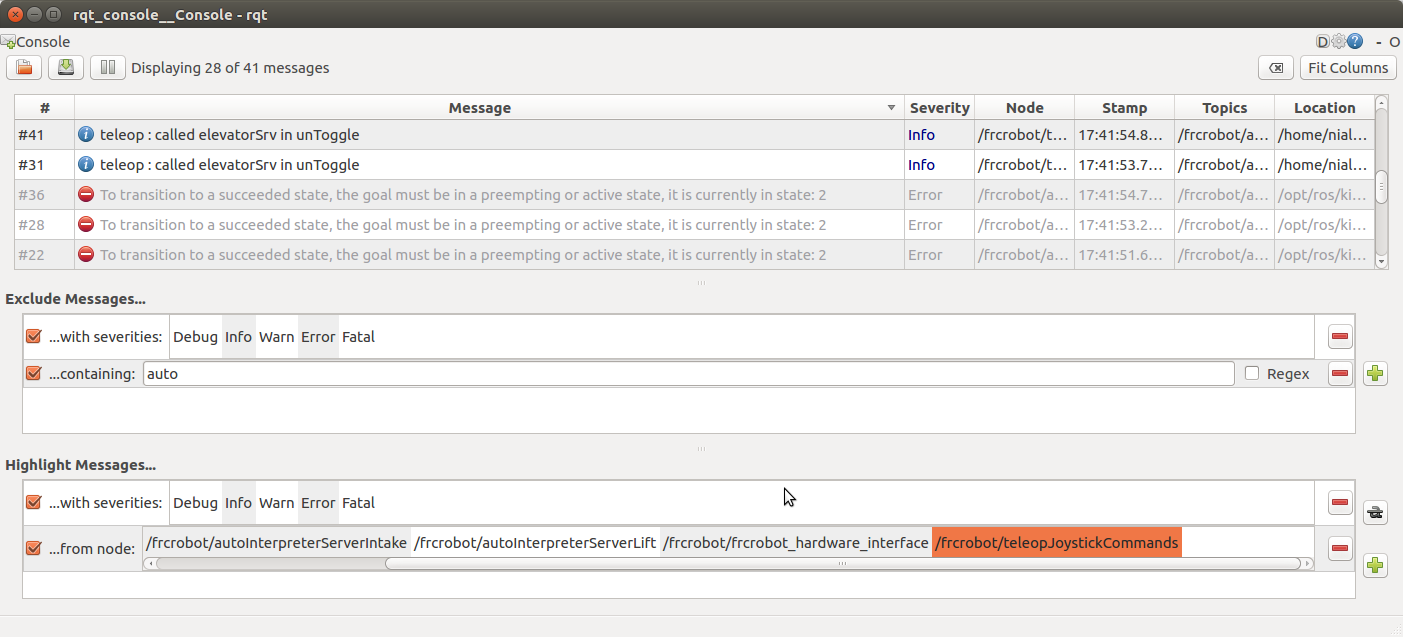 rqt_console__Console - rqt
Console D ? - O
Displaying 28 of 41 messages Fit Columns
# Message Severity Node Stamp Topics Location
#41 teleop : called elevatorSrv in unToggle Info /frcrobot/t... 17:41:54.8... /frcrobot/a... /home/nial...
#31 teleop : called elevatorSrv in unToggle Info /frcrobot/t... 17:41:53.7... /frcrobot/a... /home/nial...
#36 To transition to a succeeded state, the goal must be in a preempting or active state, it is currently in state: 2 Error /frcrobot/a... 17:41:54.7... /frcrobot/a... /opt/ros/ki...
#28 To transition to a succeeded state, the goal must be in a preempting or active state, it is currently in state: 2 Error /frcrobot/a... 17:41:53.2... /frcrobot/a... /opt/ros/ki...
#22 To transition to a succeeded state, the goal must be in a preempting or active state, it is currently in state: 2 Error /frcrobot/a... 17:41:51.6... /frcrobot/a... /opt/ros/ki...
Exclude Messages...
...with severities: Debug Info Warn Error Fatal
...containing: auto Regex
Highlight Messages...
...with severities: Debug Info Warn Error Fatal
...from node: /frcrobot/autoInterpreterServerIntake /frcrobot/autoInterpreterServerLift /frcrobot/frcrobot_hardware_interface /frcrobot/teleopJoystickCommands